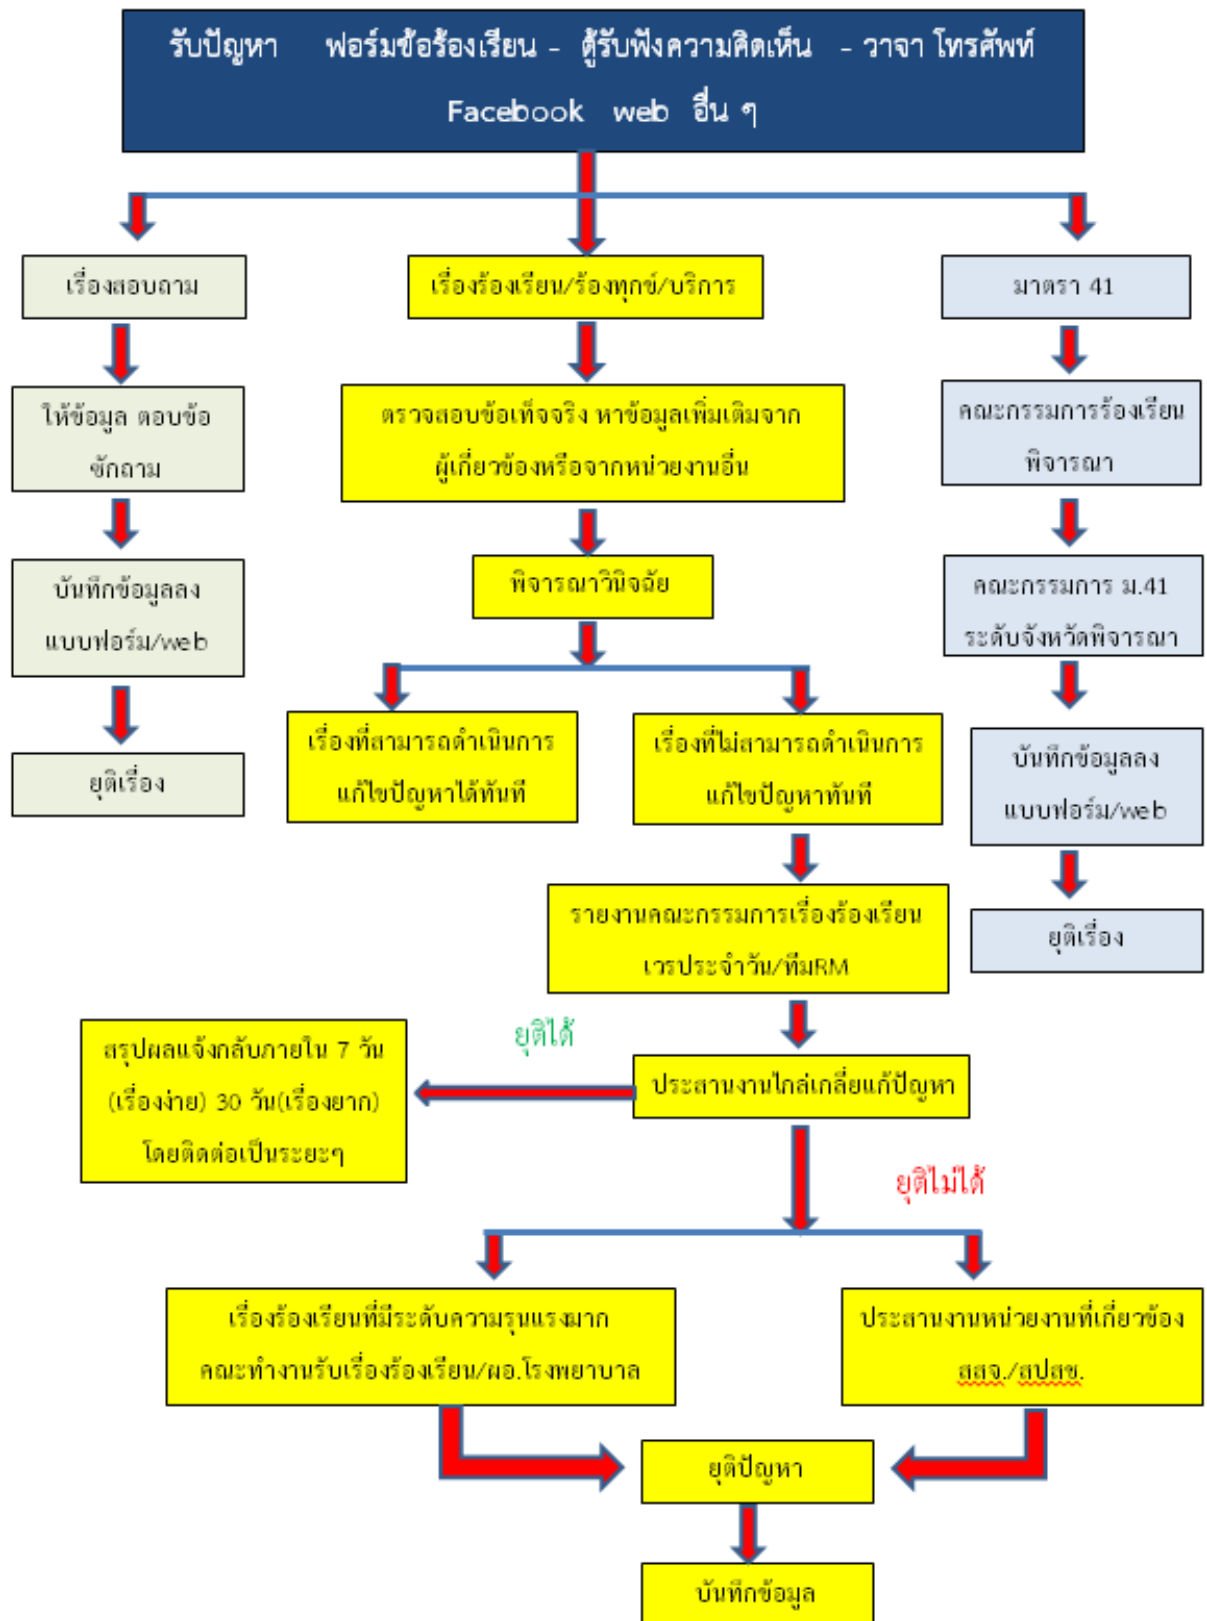 รับปัญหา ฟอร์มข้อร้องเรียน - ตู้รับฟังความคิดเห็น - วาจา โทรศัพท์
Facebook web อื่น ๆ
เรื่องสอบถาม
ให้ข้อมูล ตอบข้อ
ซักถาม
บันทึกข้อมูลลง
แบบฟอร์ม/web
ยุติเรื่อง
เรื่องร้องเรียน/ร้องทุกข์/บริการ
ตรวจสอบข้อเท็จจริง หาข้อมูลเพิ่มเติมจาก
ผู้เกี่ยวข้องหรือจากหน่วยงานอื่น
พิจารณาวินิจฉัย
เรื่องที่สามารถดำเนินการ
แก้ไขปัญหาได้ทันที
เรื่องที่ไม่สามารถดำเนินการ
แก้ไขปัญหาทันที
รายงานคณะกรรมการเรื่องร้องเรียน
เวรประจำวัน/ทีมRM
ประสานงานไกล่เกลี่ยแก้ปัญหา
ยุติได้
สรุปผลแจ้งกลับภายใน 7 วัน
(เรื่องง่าย) 30 วัน(เรื่องยาก)
โดยติดต่อเป็นระยะๆ
ยุติไม่ได้
เรื่องร้องเรียนที่มีระดับความรุนแรงมาก
คณะทำงานรับเรื่องร้องเรียน/ผอ.โรงพยาบาล
ประสานงานหน่วยงานที่เกี่ยวข้อง
สสจ./สปสช.
ยุติปัญหา
บันทึกข้อมูล
มาตรา 41
คณะกรรมการร้องเรียน
พิจารณา
คณะกรรมการ ม.41
ระดับจังหวัดพิจารณา
บันทึกข้อมูลลง
แบบฟอร์ม/web
ยุติเรื่อง